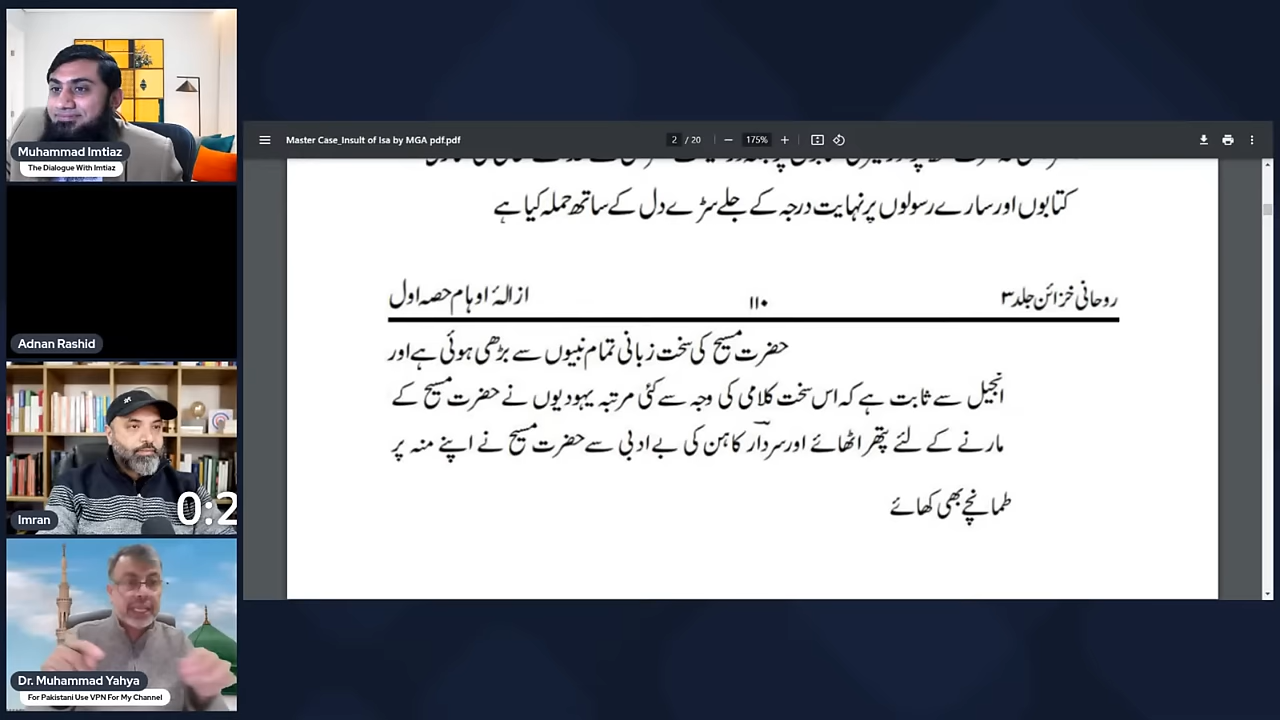 Muhammad Imtiaz
The Dialogue With Imtiaz
Adnan Rashid
Imran
0:2
Dr. Muhammad Yahya
For Pakistani Use VPN For My Channel
Master Case_Insult of Isa by MGA pdf.pdf
2 / 20
175%
کتابوں اور سارے رسولوں پر نہایت درجہ کے جلے سڑے دل کے ساتھ حملہ کیا ہے
روحانی خزائن جلد ۳ ۱۱۰ ازالۂ اوہام حصہ اول
حضرت مسیح کی سخت زبانی تمام نبیوں سے بڑھی ہوئی ہے اور
انجیل سے ثابت ہے کہ اس سخت کلامی کی وجہ سے کئی مرتبہ یہودیوں نے حضرت مسیح کے
مارنے کے لئے پتھر اٹھائے اور سردار کاہن کی بے ادبی سے حضرت مسیح نے اپنے منہ پر
طمانچے بھی کھائے